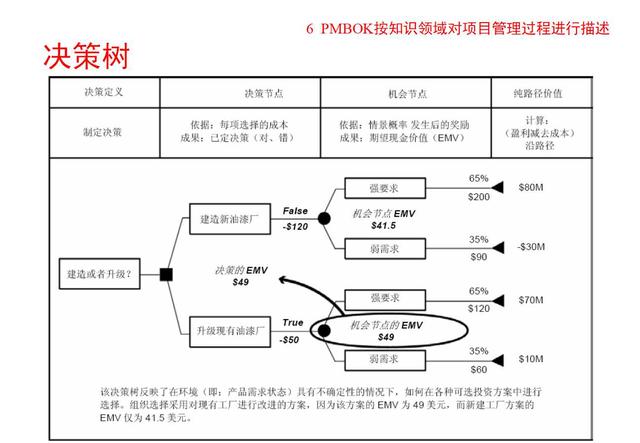 6 PMBOK按知识领域对项目管理过程进行描述
决策树
决策定义
决策节点
机会节点
纯路径价值
制定决策
依据：每项选择的成本
成果：已定决策（对、错）
依据：情景概率 发生后的奖励
成果：期望现金价值（EMV）
计算：
（盈利减去成本）
沿路径
65%
强要求
$200
$80M
False
建造新油漆厂
-$120
机会节点 EMV
$41.5
35%
弱需求
$90
-$30M
建造或者升级？
决策的 EMV
$49
65%
强要求
$120
$70M
True
升级现有油漆厂
-$50
机会节点的 EMV
$49
35%
弱需求
$60
$10M
该决策树反映了在环境（即：产品需求状态）具有不确定性的情况下，如何在各种可选投资方案中进行
选择。组织选择采用对现有工厂进行改进的方案，因为该方案的 EMV 为 49 美元，而新建工厂方案的
EMV 仅为 41.5 美元。